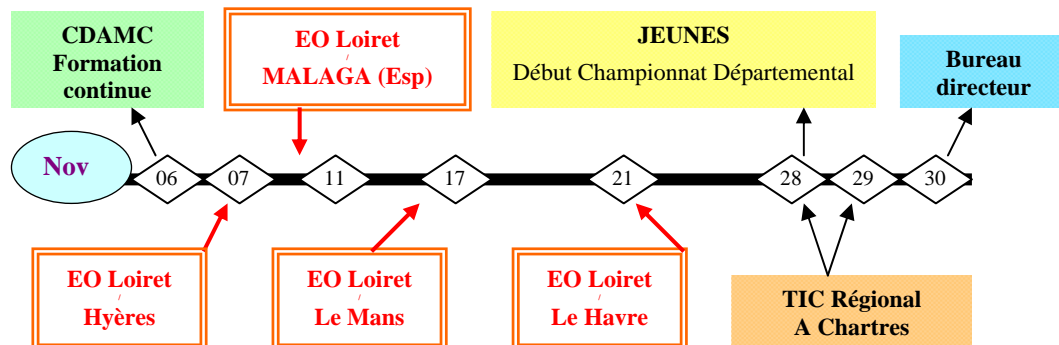 CDAMC
Formation
continue
EO Loiret
/
MALAGA (Esp)
JEUNES
Début Championnat Départemental
Bureau
directeur
Nov
06 07 11 17 21 28 29 30
EO Loiret
/
Hyères
EO Loiret
/
Le Mans
EO Loiret
/
Le Havre
TIC Régional
A Chartres